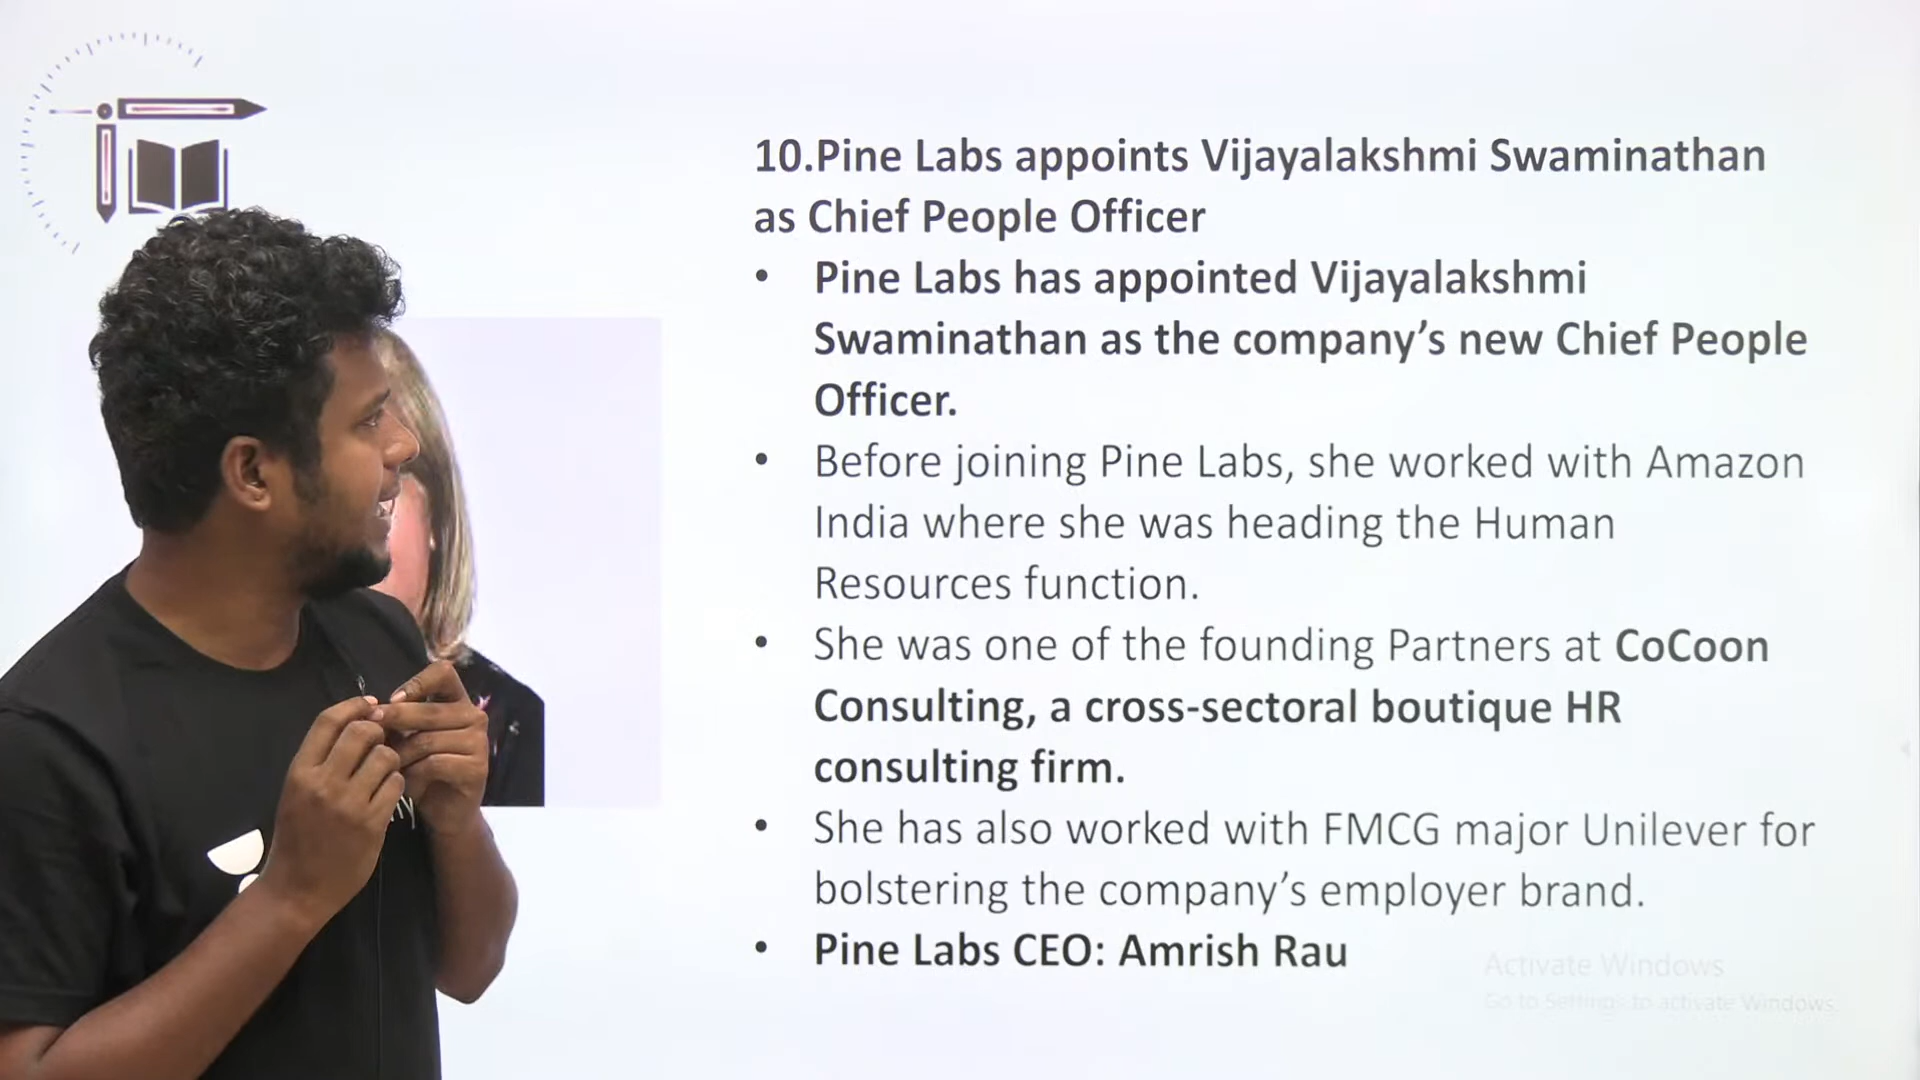 10.Pine Labs appoints Vijayalakshmi Swaminathan
as Chief People Officer
• Pine Labs has appointed Vijayalakshmi
Swaminathan as the company’s new Chief People
Officer.
• Before joining Pine Labs, she worked with Amazon
India where she was heading the Human
Resources function.
• She was one of the founding Partners at CoCoon
Consulting, a cross-sectoral boutique HR
consulting firm.
• She has also worked with FMCG major Unilever for
bolstering the company’s employer brand.
• Pine Labs CEO: Amrish Rau
Activate Windows
Go to Settings to activate Windows.